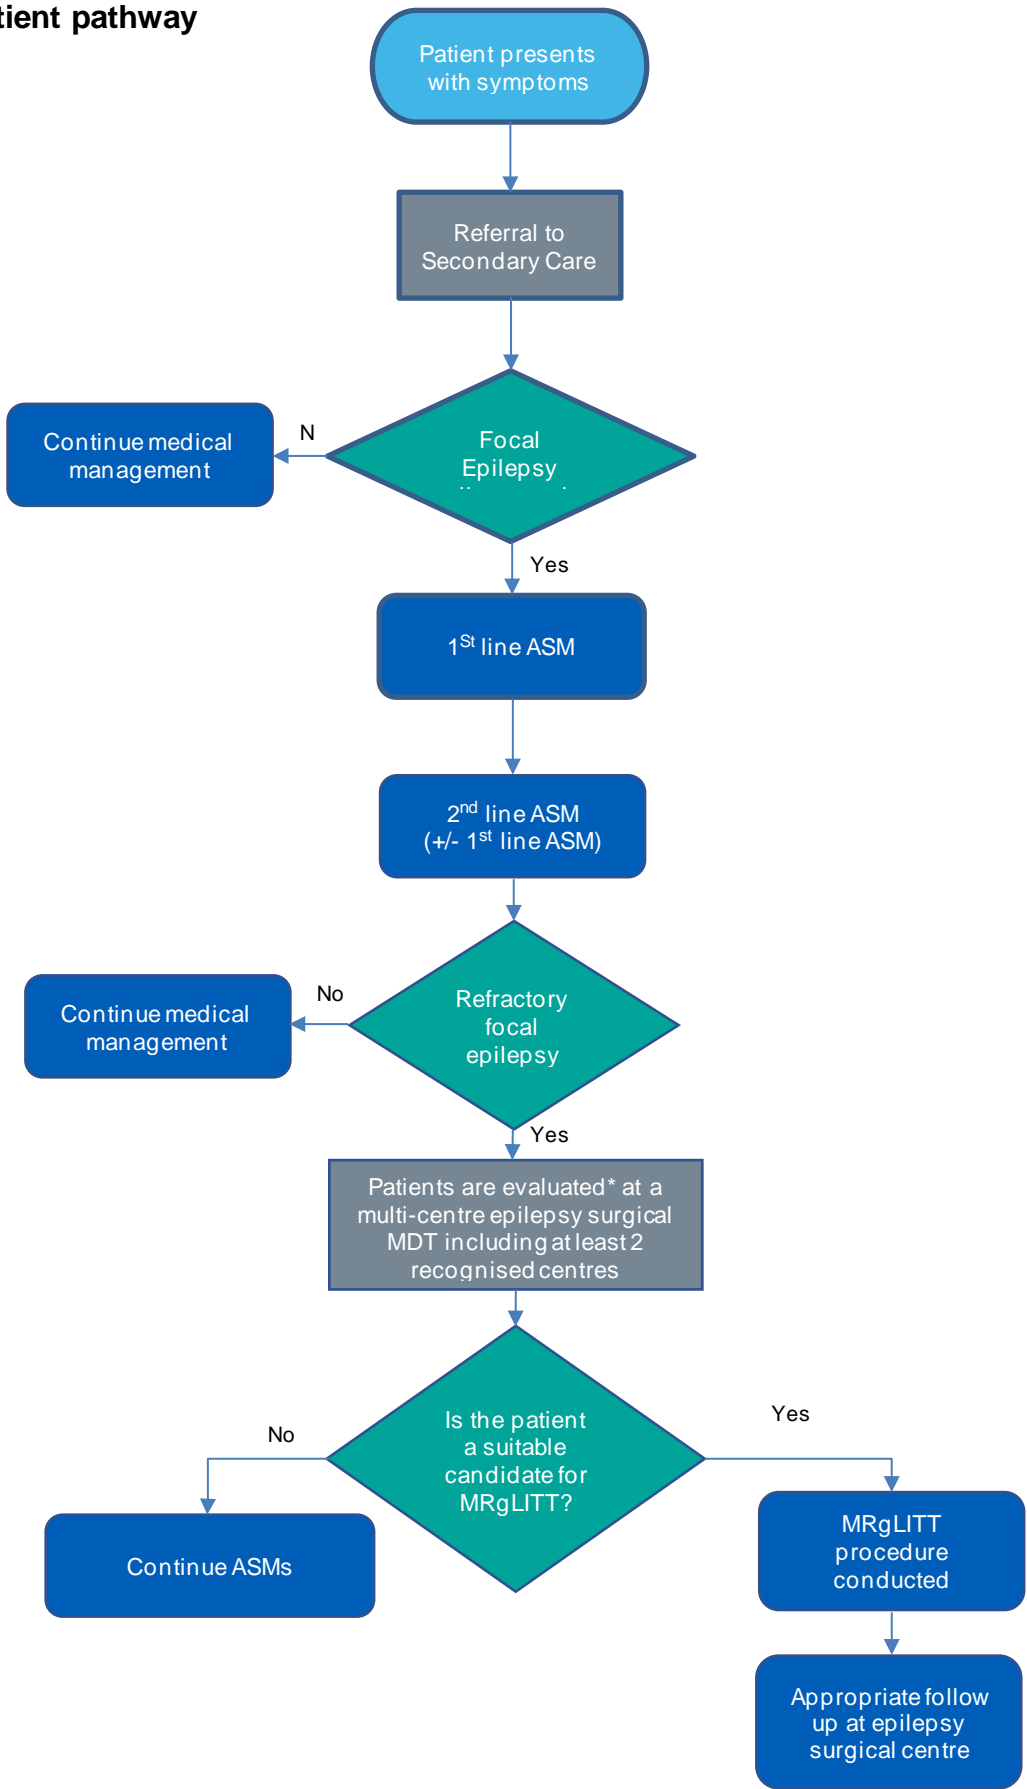 tient pathway
Patient presents
with symptoms
Referral to
Secondary Care
Focal
Epilepsy
N
Continue medical
management
Yes
1St line ASM
2nd line ASM
(+/- 1st line ASM)
Refractory
focal
epilepsy
No
Continue medical
management
Yes
Patients are evaluated* at a
multi-centre epilepsy surgical
MDT including at least 2
recognised centres
Is the patient
a suitable
candidate for
MRgLITT?
No
Yes
Continue ASMs
MRgLITT
procedure
conducted
Appropriate follow
up at epilepsy
surgical centre